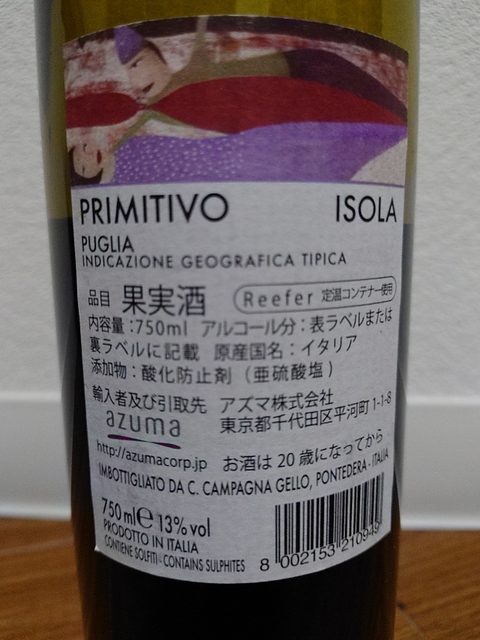 PRIMITIVO ISOLA
PUGLIA
INDICAZIONE GEOGRAFICA TIPICA
品目 果実酒 Reefer 定温コンテナー使用
内容量:750ml アルコール分:表ラベルまたは
裏ラベルに記載 原産国名:イタリア
添加物:酸化防止剤(亜硫酸塩)
輸入者及び引取先 アズマ株式会社
azuma 東京都千代田区平河町1-1-8
http://azumacorp.jp お酒は20歳になってから
IMBOTTIGLIATO DA C. CAMPAGNA GELLO, PONTEDERA - ITALIA
750 ml e 13% vol
PRODOTTO IN ITALIA
CONTIENE SOLFITI - CONTAINS SULPHITES
8 002153 210949